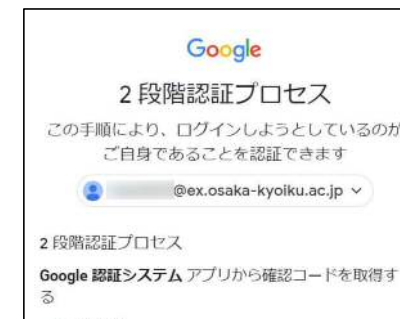 Google
2 段階認証プロセス
この手順により、ログインしようとしているのが
ご自身であることを認証できます
@ex.osaka-kyoiku.ac.jp
2 段階認証プロセス
Google 認証システム アプリから確認コードを取得す
る